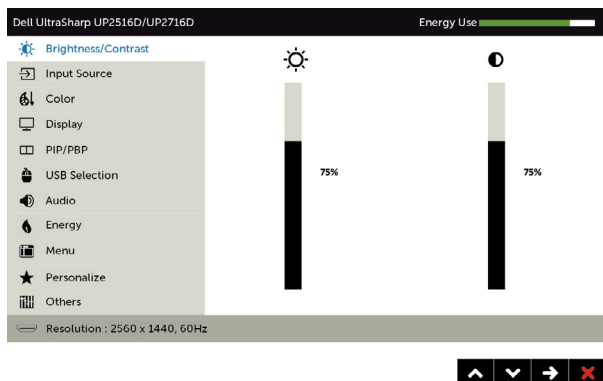 Dell UltraSharp UP2516D/UP2716D Energy Use
Brightness/Contrast
Input Source
Color
Display
PIP/PBP
USB Selection
Audio
Energy
Menu
Personalize
Others
75% 75%
Resolution : 2560 x 1440, 60Hz